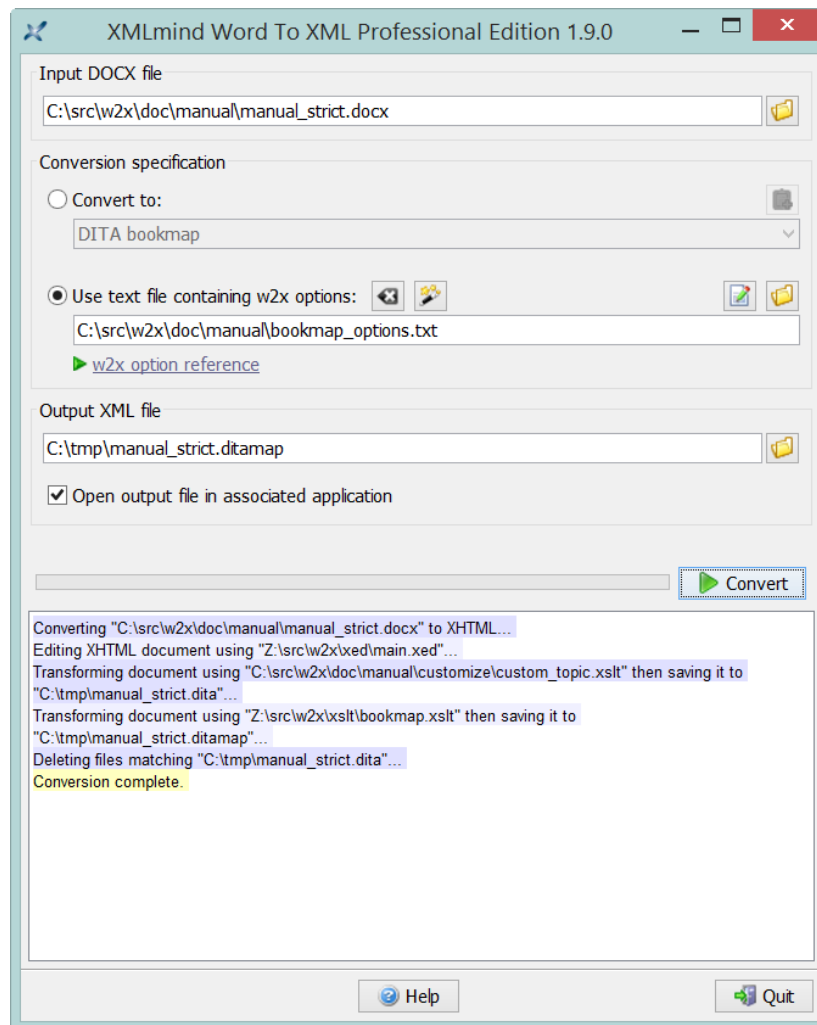 XMLmind Word To XML Professional Edition 1.9.0
Input DOCX file
C:\src\w2x\doc\manual\manual_strict.docx
Conversion specification
Convert to:
DITA bookmap
Use text file containing w2x options:
C:\src\w2x\doc\manual\bookmap_options.txt
w2x option reference
Output XML file
C:\tmp\manual_strict.ditamap
Open output file in associated application
Convert
Converting "C:\src\w2x\doc\manual\manual_strict.docx" to XHTML...
Editing XHTML document using "Z:\src\w2x\xed\main.xed"...
Transforming document using "C:\src\w2x\doc\manual\customize\custom_topic.xslt" then saving it to
"C:\tmp\manual_strict.dita"...
Transforming document using "Z:\src\w2x\xslt\bookmap.xslt" then saving it to
"C:\tmp\manual_strict.ditamap"...
Deleting files matching "C:\tmp\manual_strict.dita"...
Conversion complete.
Help
Quit